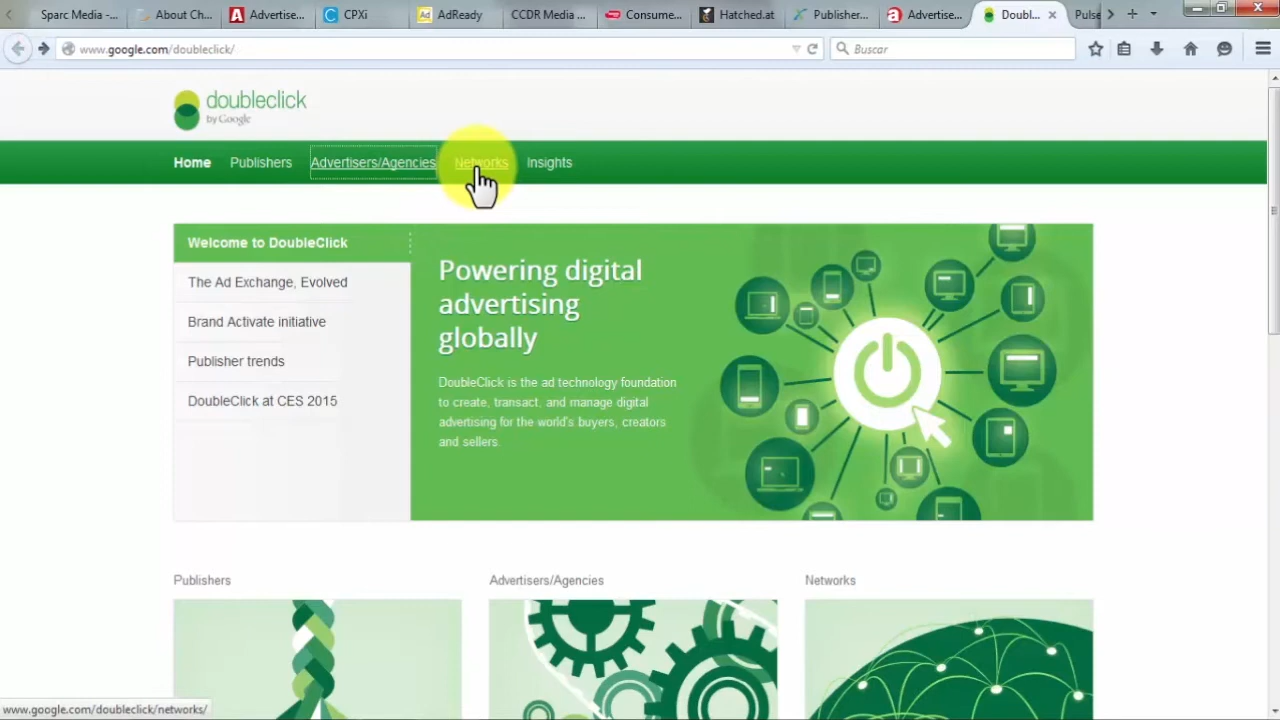 Sparc Media -...
About Ch...
Advertise...
CPXi
AdReady
CCDR Media ...
Consume...
Hatched.at
Publisher...
Advertise...
Doubl...
Pulse
www.google.com/doubleclick/
Buscar
doubleclick
by Google
Home Publishers Advertisers/Agencies Networks Insights
Welcome to DoubleClick
The Ad Exchange, Evolved
Brand Activate initiative
Publisher trends
DoubleClick at CES 2015
Powering digital
advertising
globally
DoubleClick is the ad technology foundation
to create, transact, and manage digital
advertising for the world's buyers, creators
and sellers.
Publishers
Advertisers/Agencies
Networks
www.google.com/doubleclick/networks/